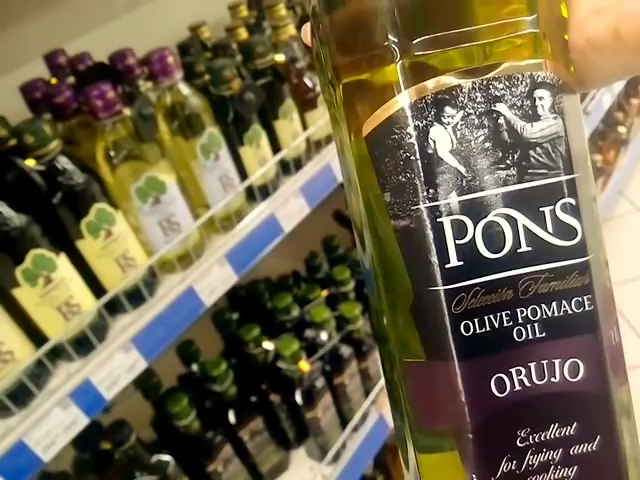 PONS
Selección Familiar
OLIVE POMACE
OIL
ORUJO
Excellent
for frying and
cooking